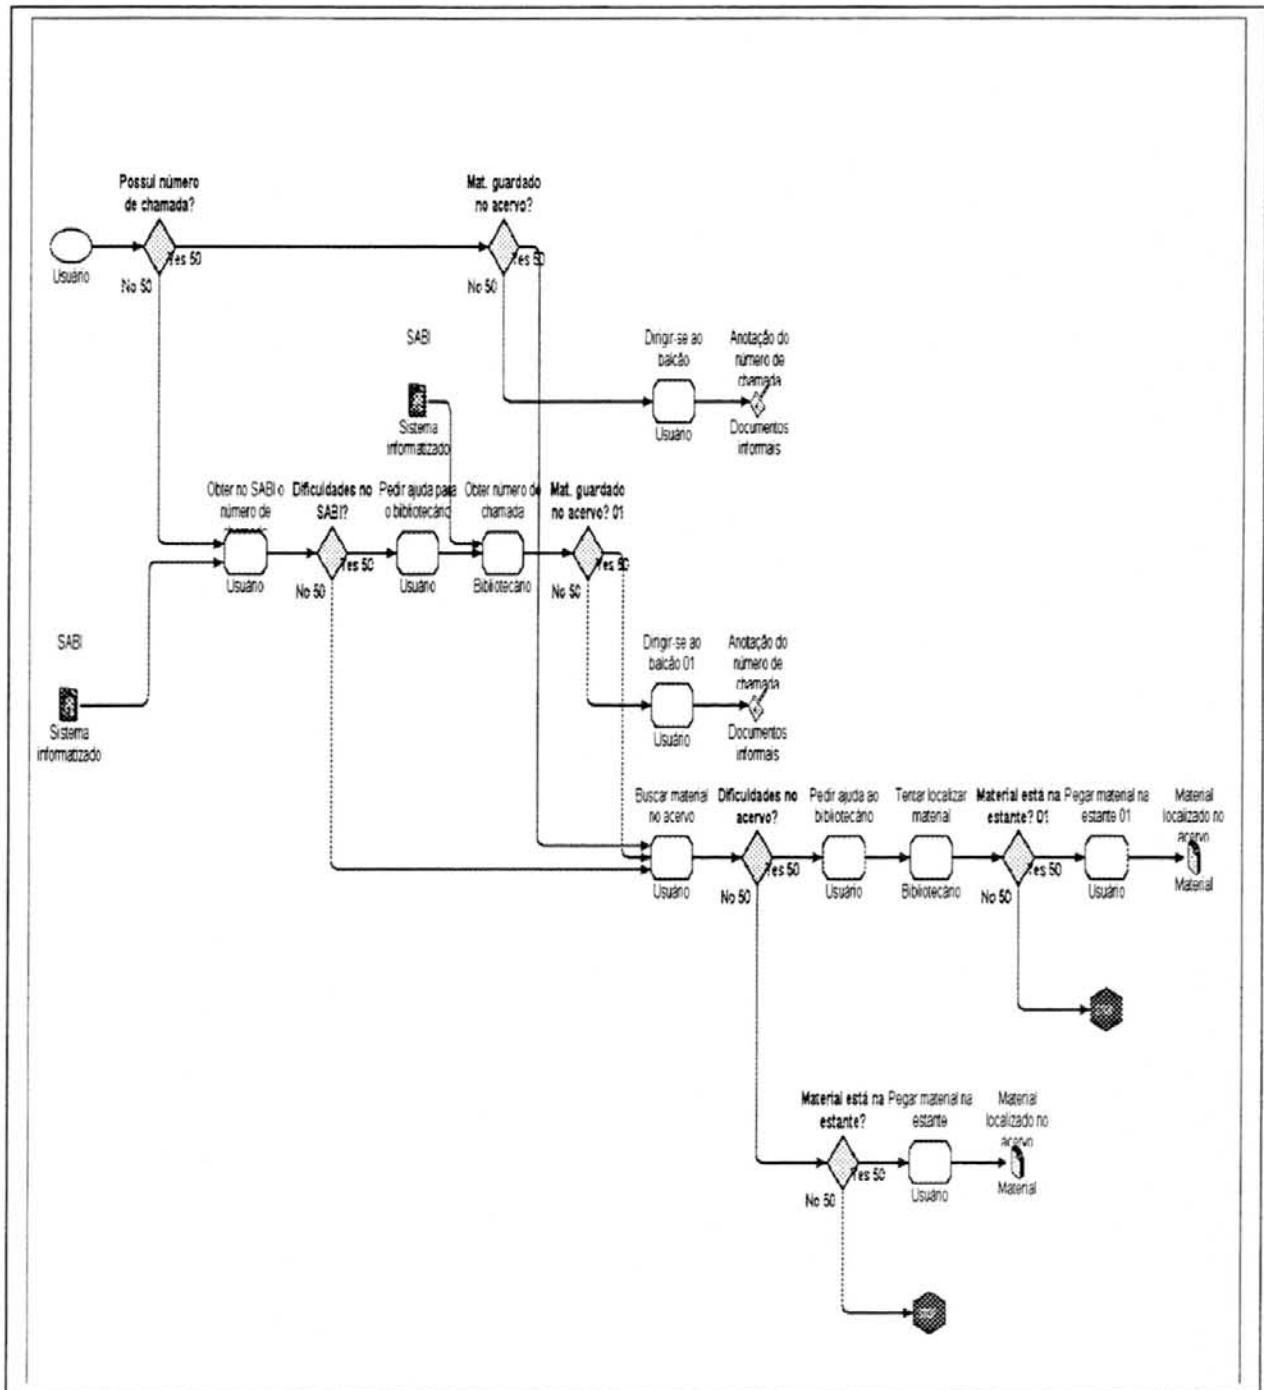 Possui número
de chamada?
Mat. guardado
no acervo?
Yes 50
Yes 50
Usuário
No 50
No 50
SABI
Dirigir-se ao
balcão
Anotação do
número de
chamada
Sistema
informatizado
Usuário
Documentos
informais
Obter no SABI o
número de
Dificuldades no
SABI?
Pedir ajuda para
o bibliotecário
Obter número de
chamada
Mat. guardado
no acervo? 01
Yes 50
Yes 50
Usuário
No 50
Usuário
Bibliotecário
No 50
SABI
Dirigir-se ao
balcão 01
Anotação do
número de
chamada
Sistema
informatizado
Usuário
Documentos
informais
Buscar material
no acervo
Dificuldades no
acervo?
Pedir ajuda ao
bibliotecário
Tentar localizar
material
Material está na
estante? 01
Pegar material na
estante 01
Material
localizado no
acervo
Yes 50
Yes 50
Usuário
No 50
Usuário
Bibliotecário
No 50
Usuário
Material
Material está na
estante?
Pegar material na
estante
Material
localizado no
acervo
Yes 50
No 50
Usuário
Material